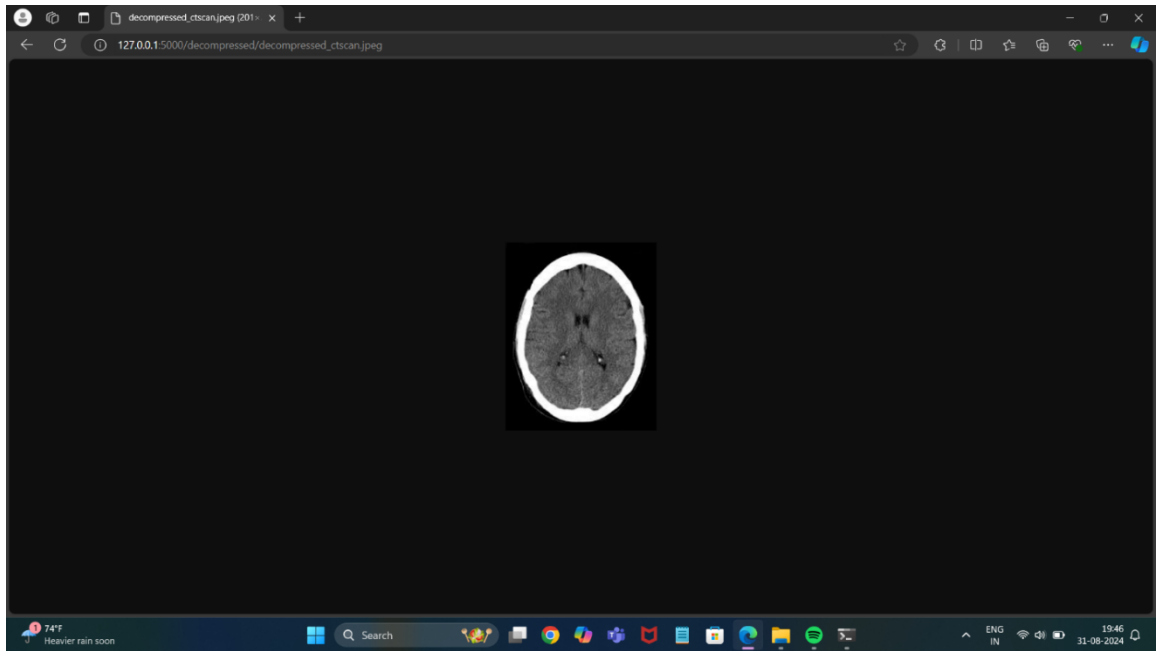 decompressed_ctscan.jpeg (201×
127.0.0.1:5000/decompressed/decompressed_ctscan.jpeg
1
74°F
Heavier rain soon
Search
ENG
IN
19:46
31-08-2024